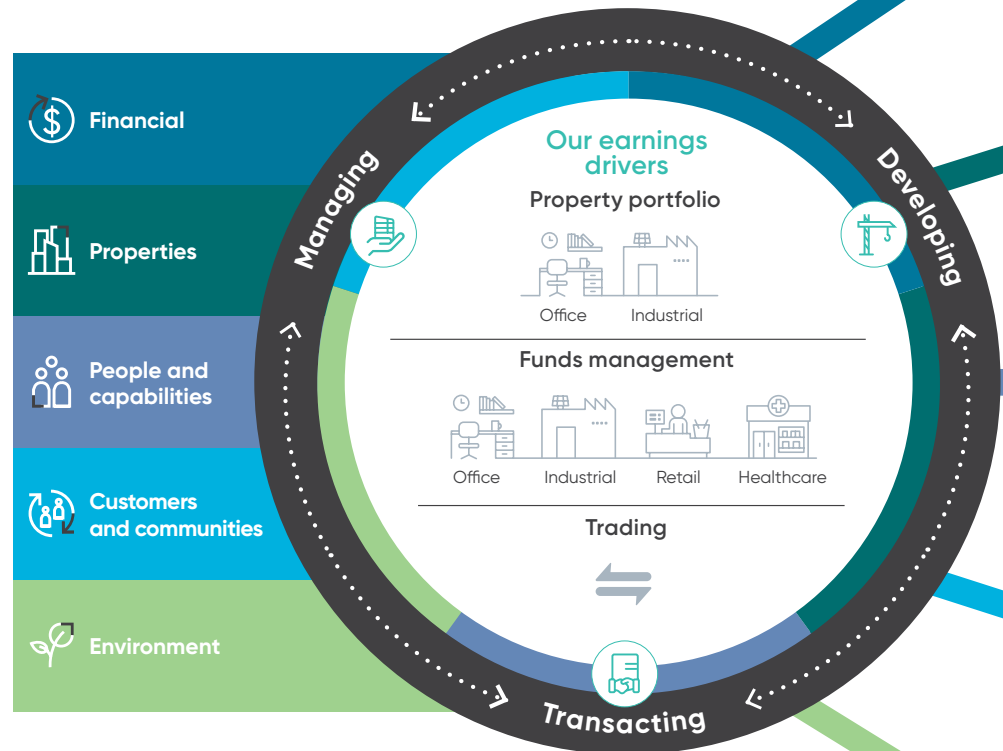 Financial
Properties
People and
capabilities
Customers
and communities
Environment
Managing
Developing
Transacting
Our earnings
drivers
Property portfolio
Office
Industrial
Funds management
Office
Industrial
Retail
Healthcare
Trading